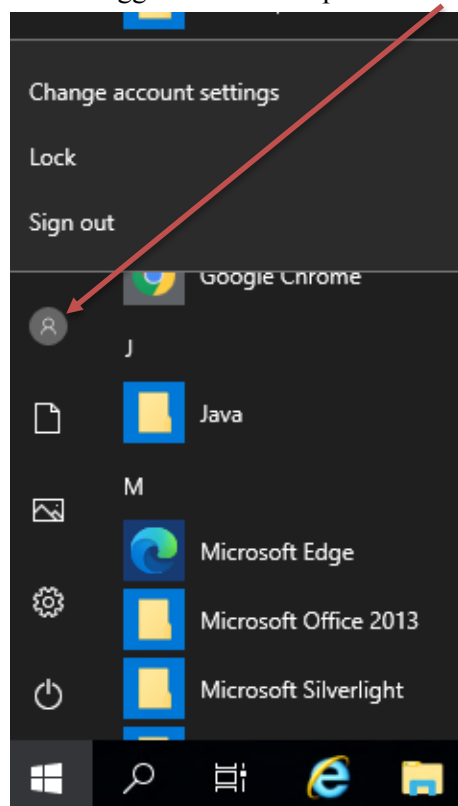 Change account settings
Lock
Sign out
Google Chrome
J
Java
M
Microsoft Edge
Microsoft Office 2013
Microsoft Silverlight